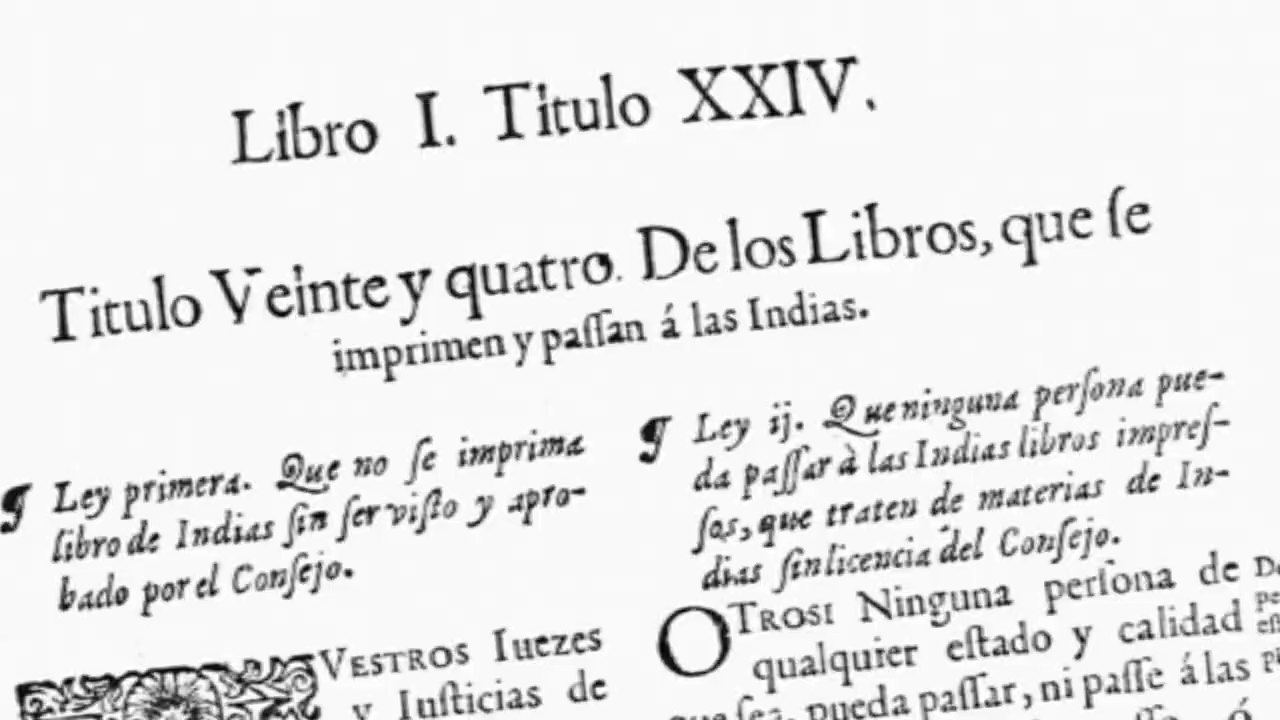 Libro I. Titulo XXIV.
Titulo Veinte y quatro. De los Libros, que ſe
imprimen y paſſan á las Indias.
¶ Ley primera. Que no ſe imprima
libro de Indias ſin ſer viſto y apro-
bado por el Conſejo.
VESTROS Iuezes
y Iuſticias de
¶ Ley ij. Que ninguna perſona pue-
da paſſar à las Indias libros impreſ-
ſos, que traten de materias de In-
dias ſin licencia del Conſejo.
OTROSI Ninguna perſona de
qualquier eſtado y calidad
que ſea, pueda paſſar, ni paſſe á las